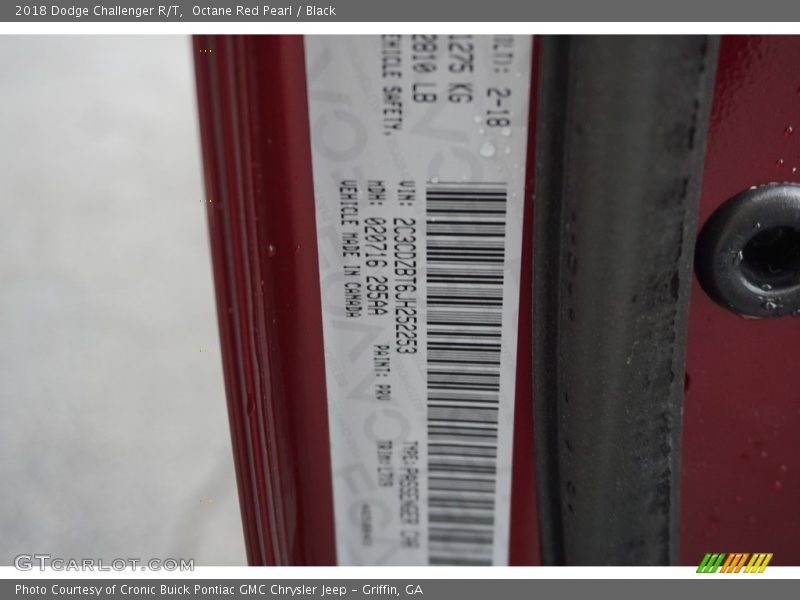 2018 Dodge Challenger R/T, Octane Red Pearl / Black
2-18
1275 KG
2810 LB
VEHICLE SAFETY,
VIN: 2C3CDZBT6JH252253
TYPE: PASSENGER CAR
MDH: 020716 295AA
PAINT: PRV
VEHICLE MADE IN CANADA
GTCARLOT.COM
Photo Courtesy of Cronic Buick Pontiac GMC Chrysler Jeep - Griffin, GA